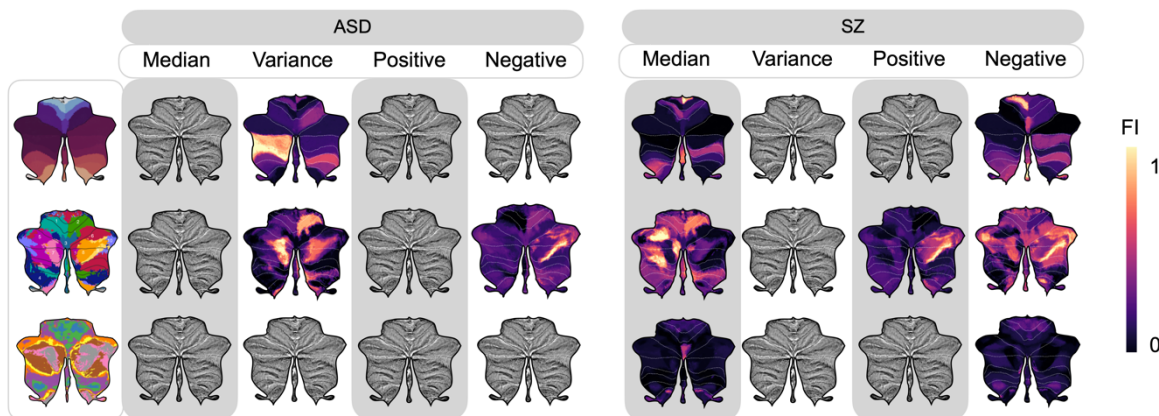 ASD SZ
Median Variance Positive Negative Median Variance Positive Negative
FI
1
0